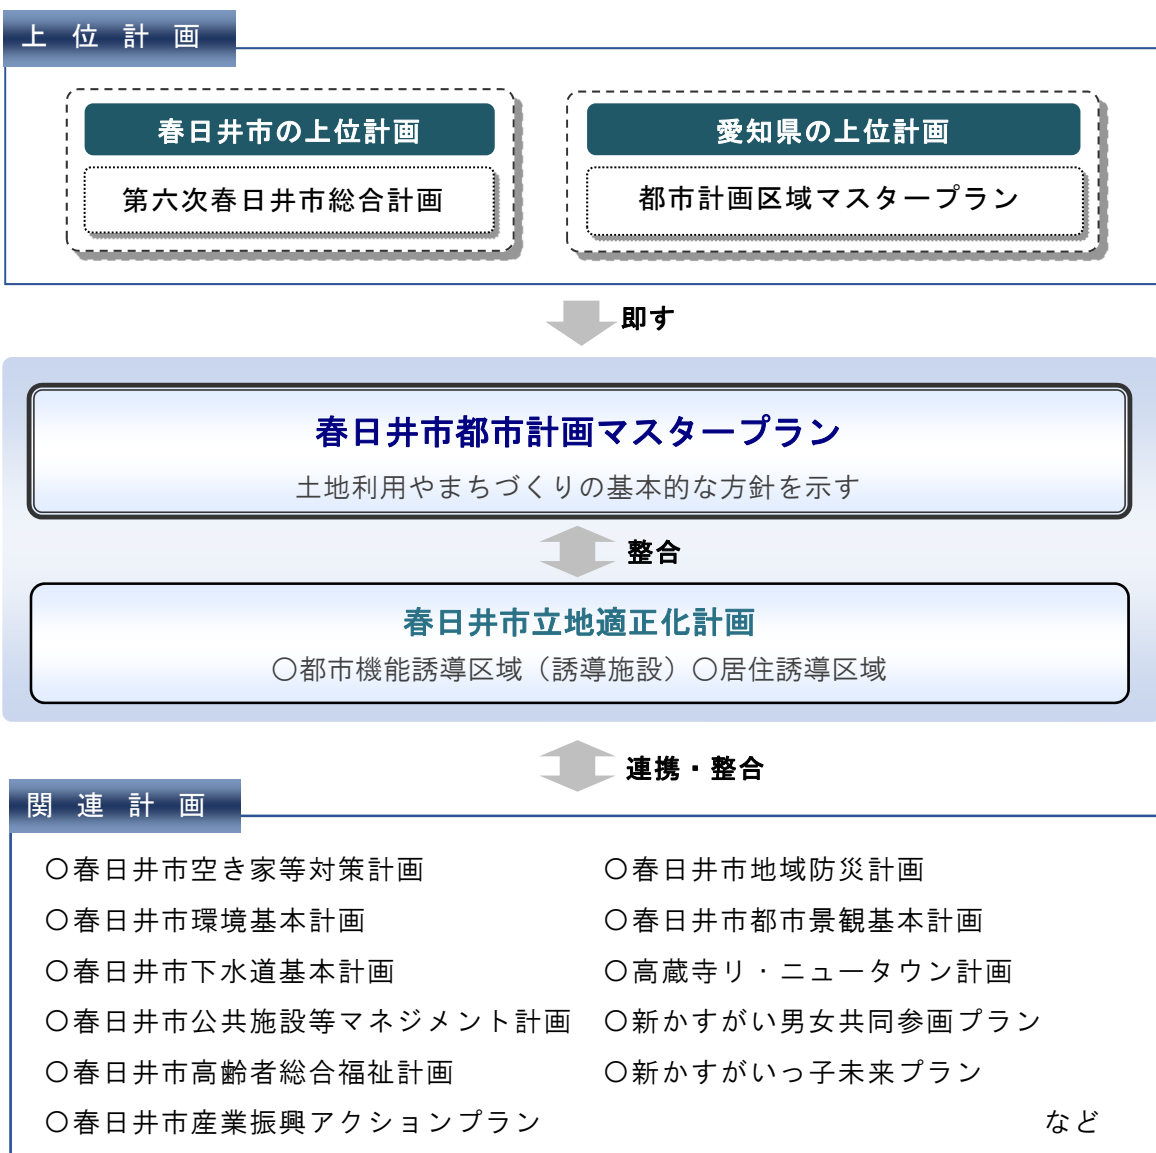 上位計画
春日井市の上位計画
第六次春日井市総合計画
愛知県の上位計画
都市計画区域マスタープラン
即す
春日井市都市計画マスタープラン
土地利用やまちづくりの基本的な方針を示す
整合
春日井市立地適正化計画
〇都市機能誘導区域（誘導施設）〇居住誘導区域
連携・整合
関連計画
〇春日井市空き家等対策計画
〇春日井市環境基本計画
〇春日井市下水道基本計画
〇春日井市公共施設等マネジメント計画
〇春日井市高齢者総合福祉計画
〇春日井市産業振興アクションプラン
〇春日井市地域防災計画
〇春日井市都市景観基本計画
〇高蔵寺リ・ニュータウン計画
〇新かすがい男女共同参画プラン
〇新かすがいっ子未来プラン
など